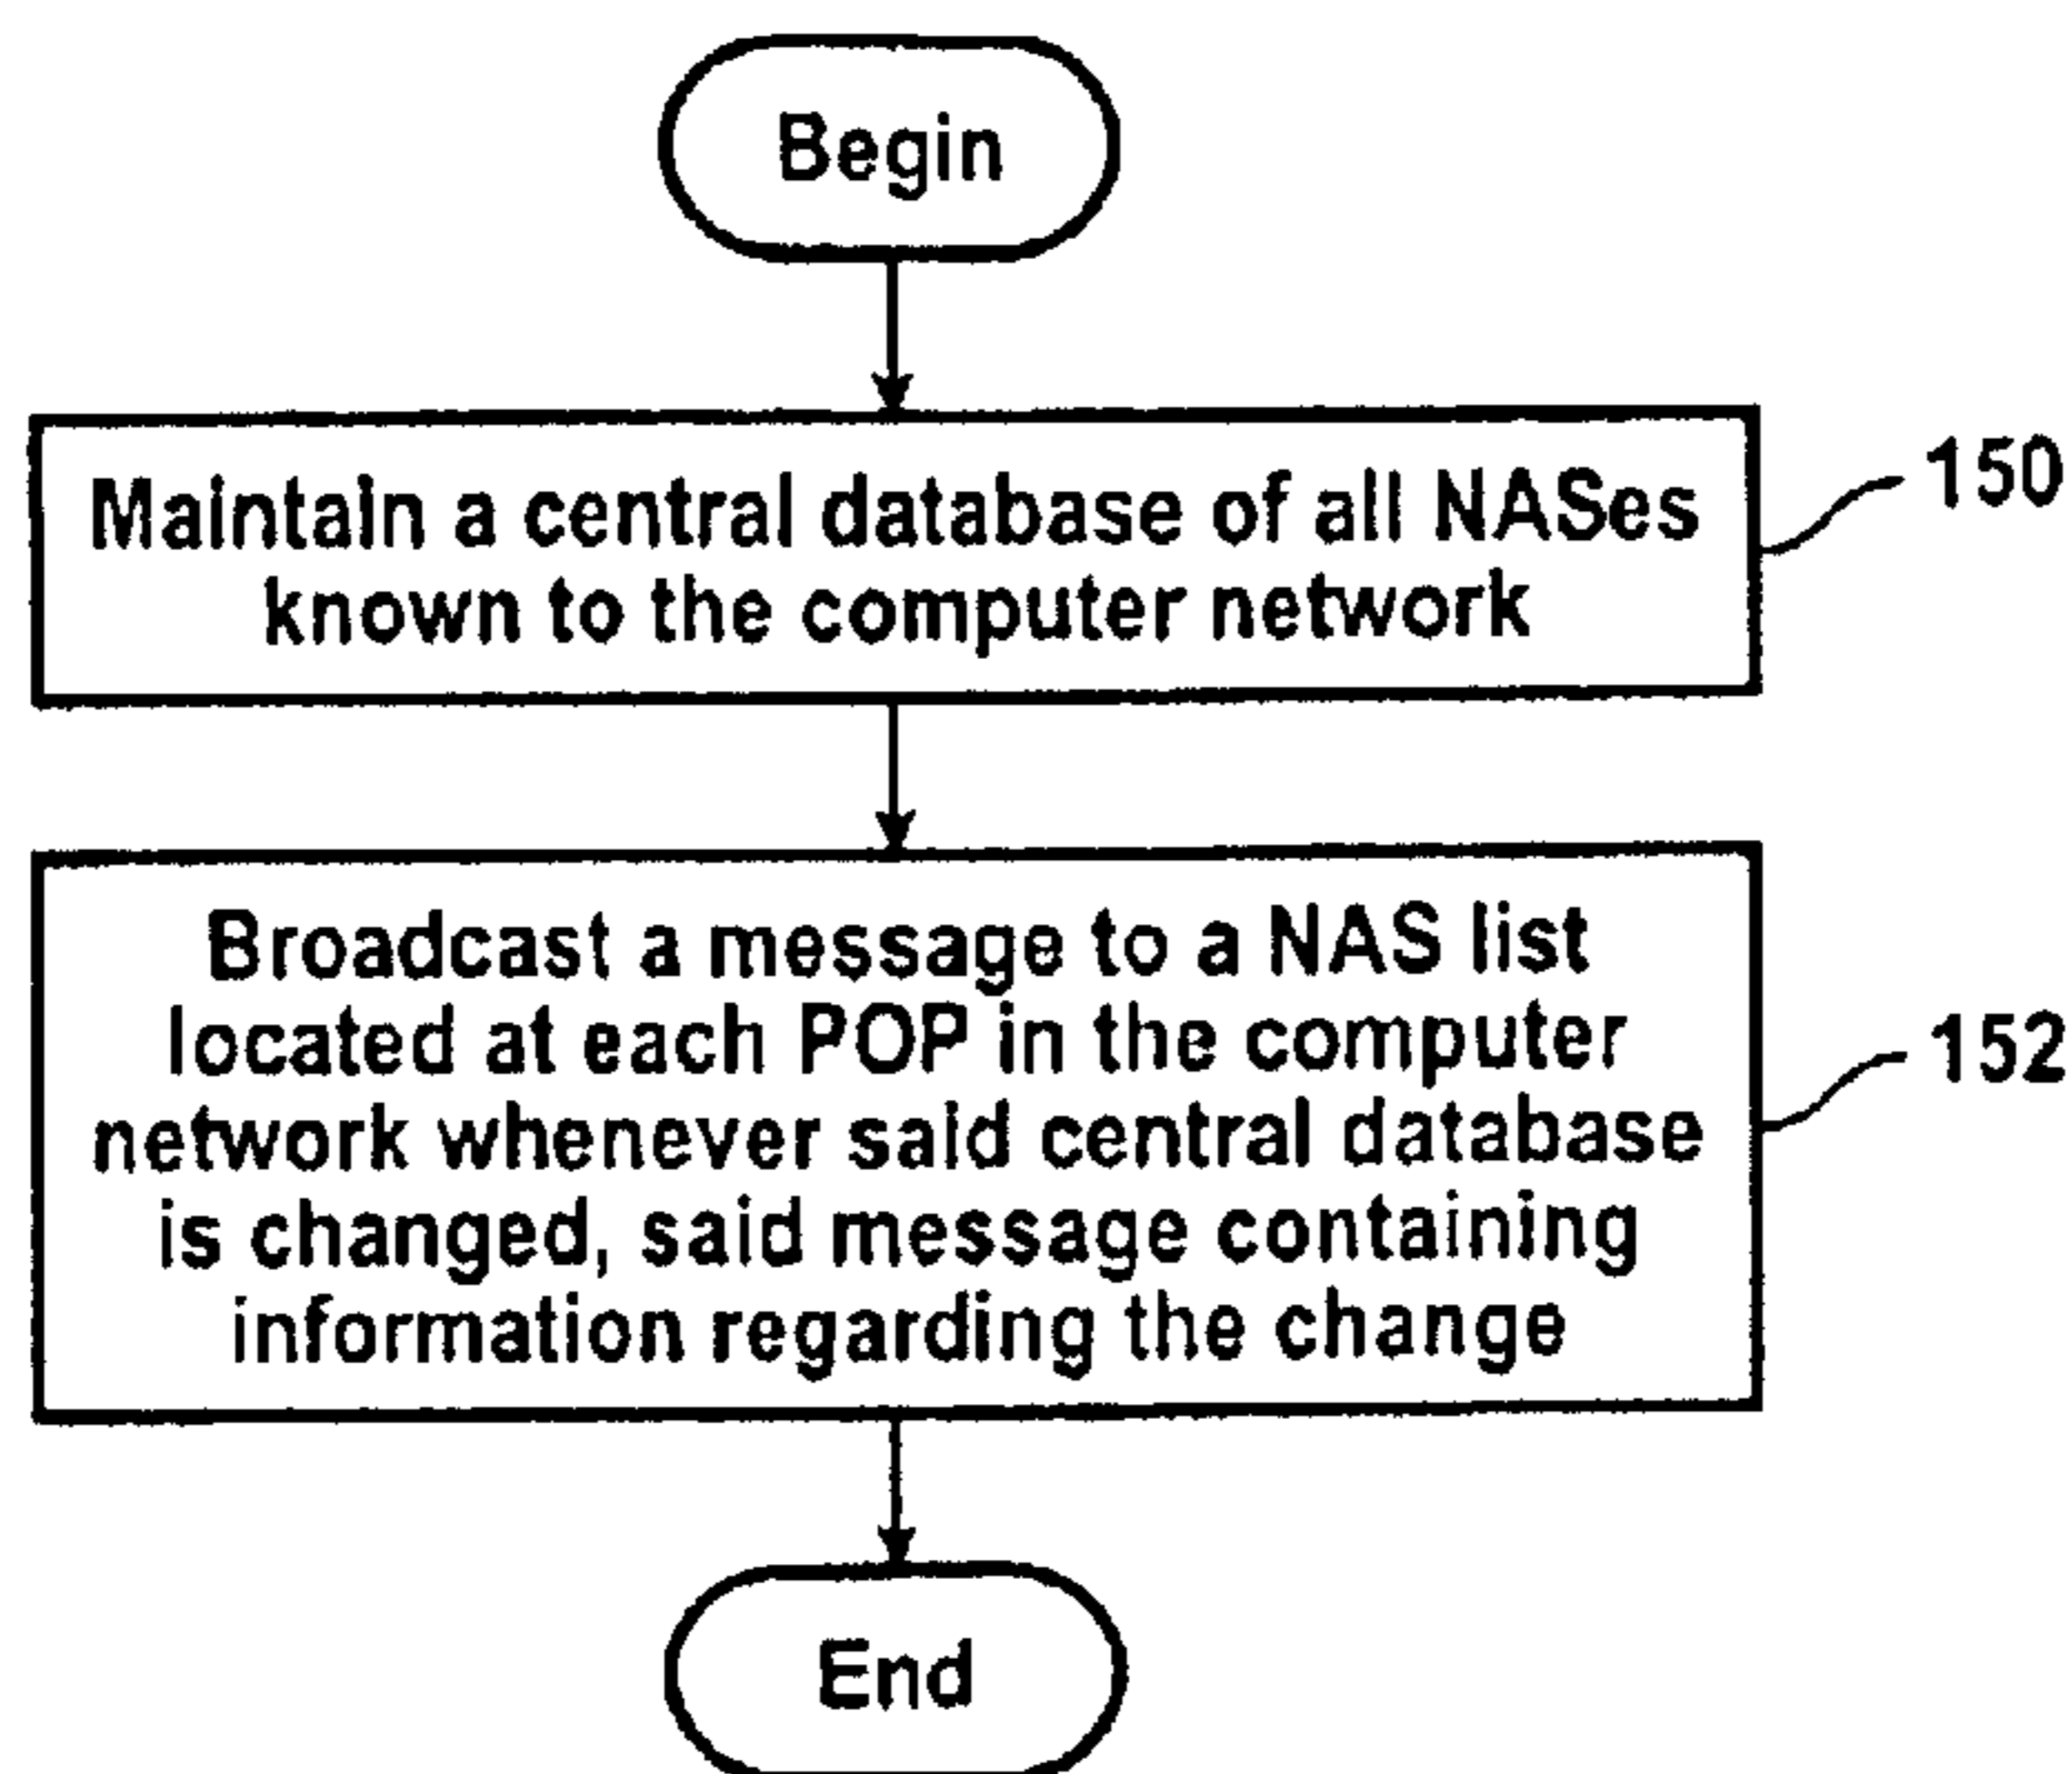 Begin
Maintain a central database of all NASes
known to the computer network
150
Broadcast a message to a NAS list
located at each POP in the computer
network whenever said central database
is changed, said message containing
information regarding the change
152
End